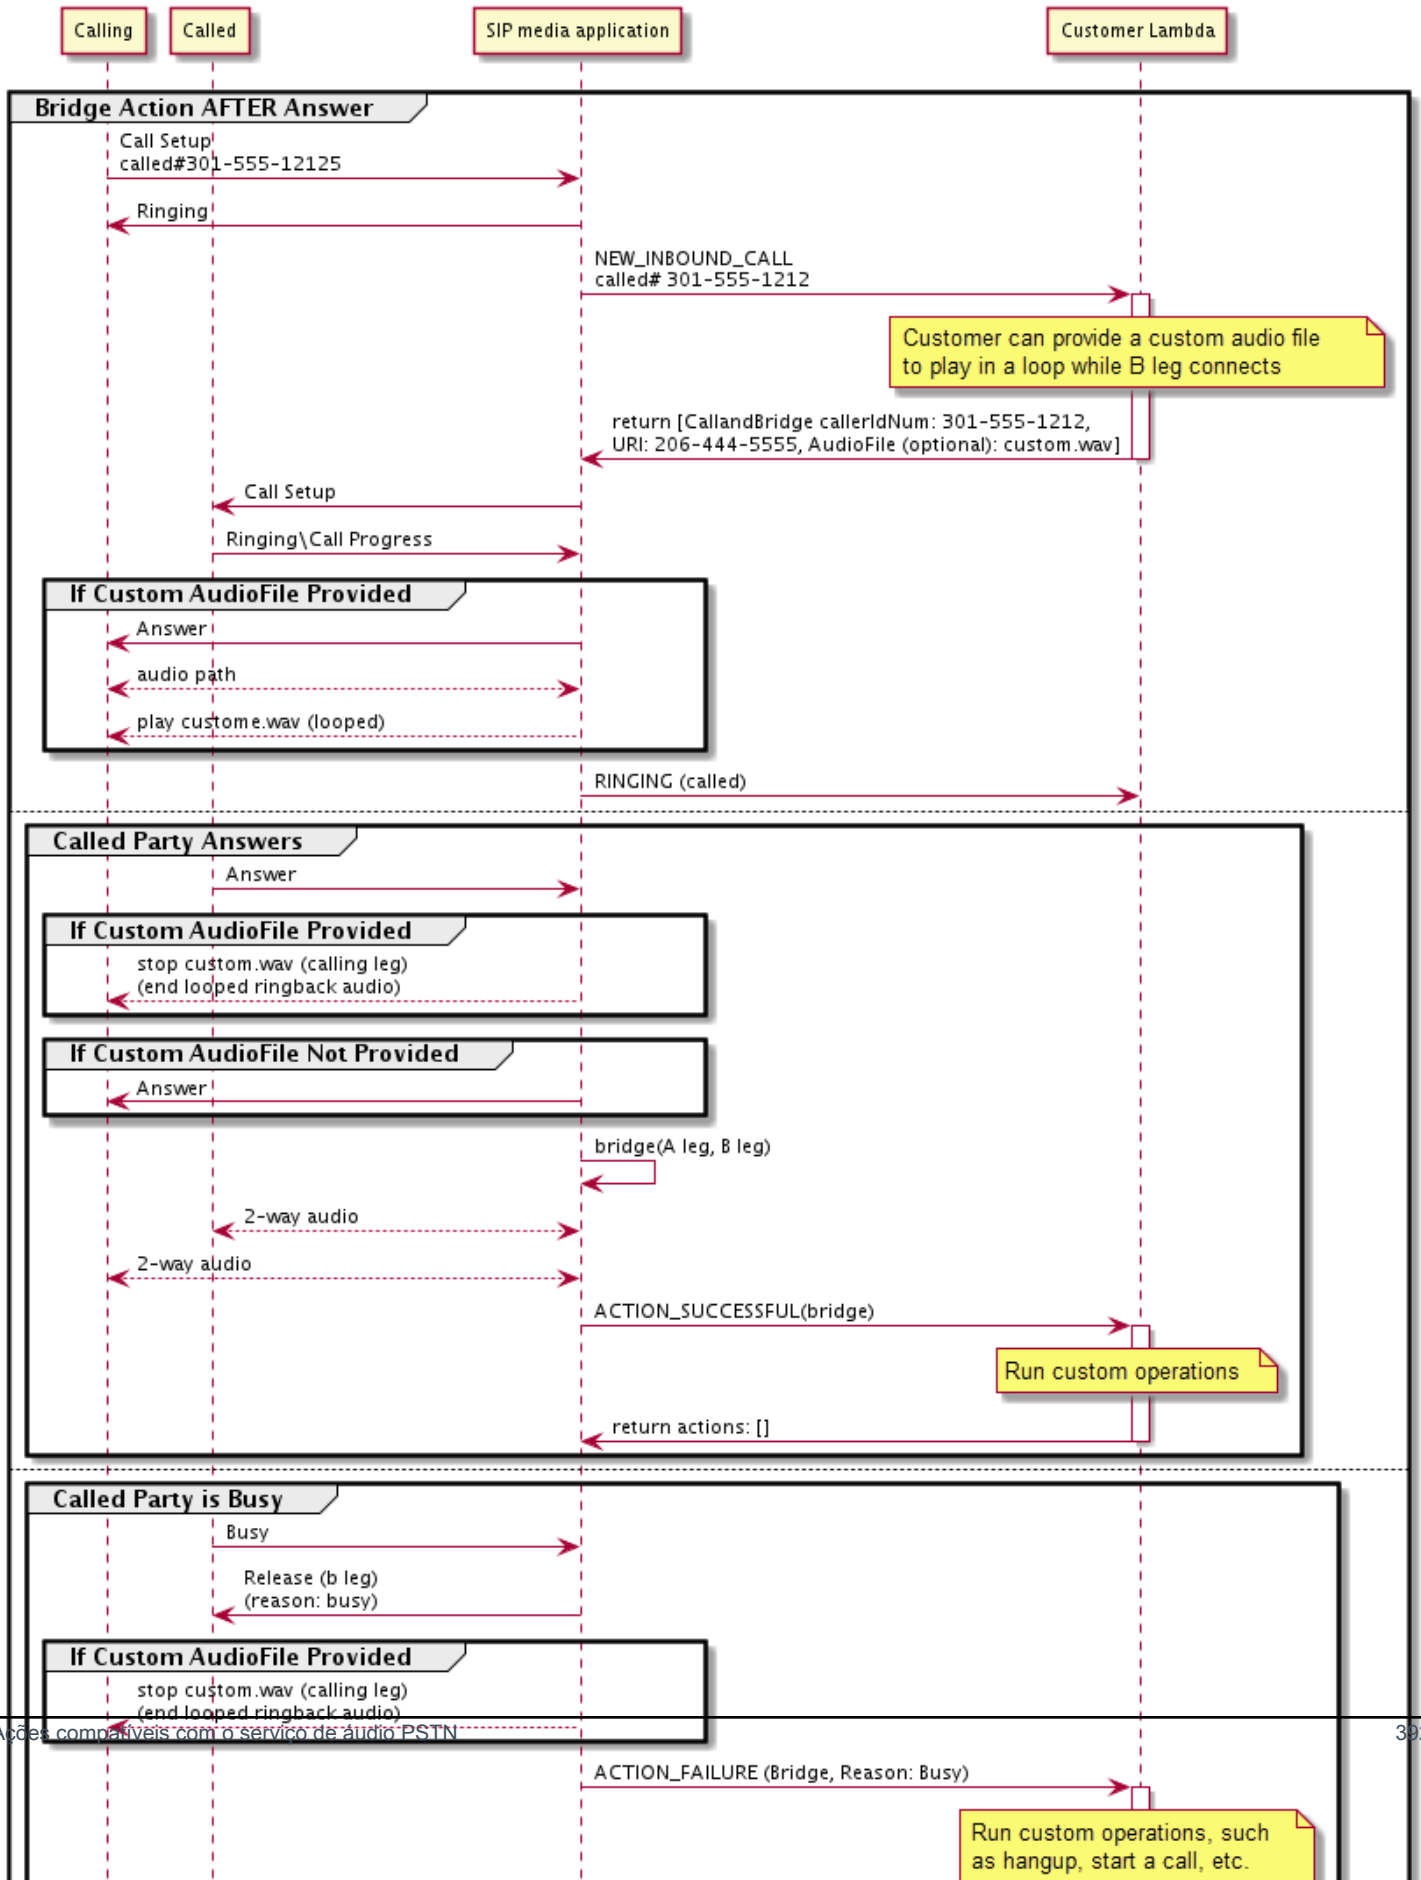 Calling
Called
SIP media application
Customer Lambda
Bridge Action AFTER Answer
Call Setup
called#301-555-12125
Ringing
NEW_INBOUND_CALL
called# 301-555-1212
Customer can provide a custom audio file
to play in a loop while B leg connects
return [CallandBridge callerIdNum: 301-555-1212,
URI: 206-444-5555, AudioFile (optional): custom.wav]
Call Setup
Ringing\Call Progress
If Custom AudioFile Provided
Answer
audio path
play custome.wav (looped)
RINGING (called)
Called Party Answers
Answer
If Custom AudioFile Provided
stop custom.wav (calling leg)
(end looped ringback audio)
If Custom AudioFile Not Provided
Answer
bridge(A leg, B leg)
2-way audio
2-way audio
ACTION_SUCCESSFUL(bridge)
Run custom operations
return actions: []
Called Party is Busy
Busy
Release (b leg)
(reason: busy)
If Custom AudioFile Provided
stop custom.wav (calling leg)
(end looped ringback audio)
Ações compatíveis com o serviço de áudio PSTN
ACTION_FAILURE (Bridge, Reason: Busy)
Run custom operations, such
as hangup, start a call, etc.